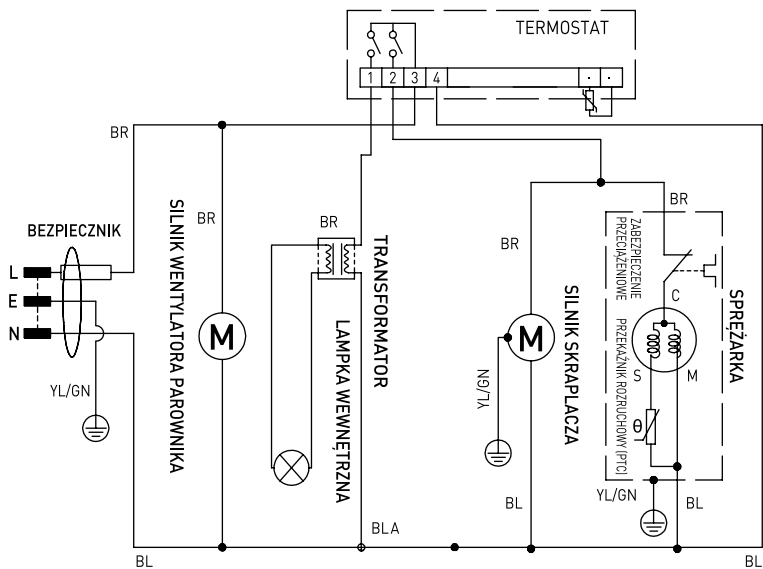 TERMOSTAT
1 2 3 4
BR
SILNIK WENTYLATORA PAROWNIKA
BR
BR
TRANSFORMATOR
LAMPKA WEWNĘTRZNA
BEZPIECZNIK
L
E
N
YL/GN
M
BR
M
SILNIK SKRAPLACZA
YL/GN
BR
ZABEZPIECZENIE
PRZECIĄŻENIOWE
C
SPRĘŻARKA
S
M
PRZEKAŹNIK ROZRUCHOWY (PTC)
θ
YL/GN
BL
BL
BLA
BL
BL